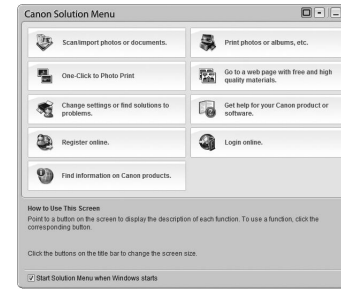 Canon Solution Menu
Scan/Import photos or documents.
Print photos or albums, etc.
One-Click to Photo Print
Go to a web page with free and high
quality materials.
Change settings or find solutions to
problems.
Get help for your Canon product or
software.
Register online.
Login online.
Find information on Canon products.
How to Use This Screen
Point to a button on the screen to display the description of each function. To use a function, click the
corresponding button.
Click the buttons on the title bar to change the screen size.
Start Solution Menu when Windows starts